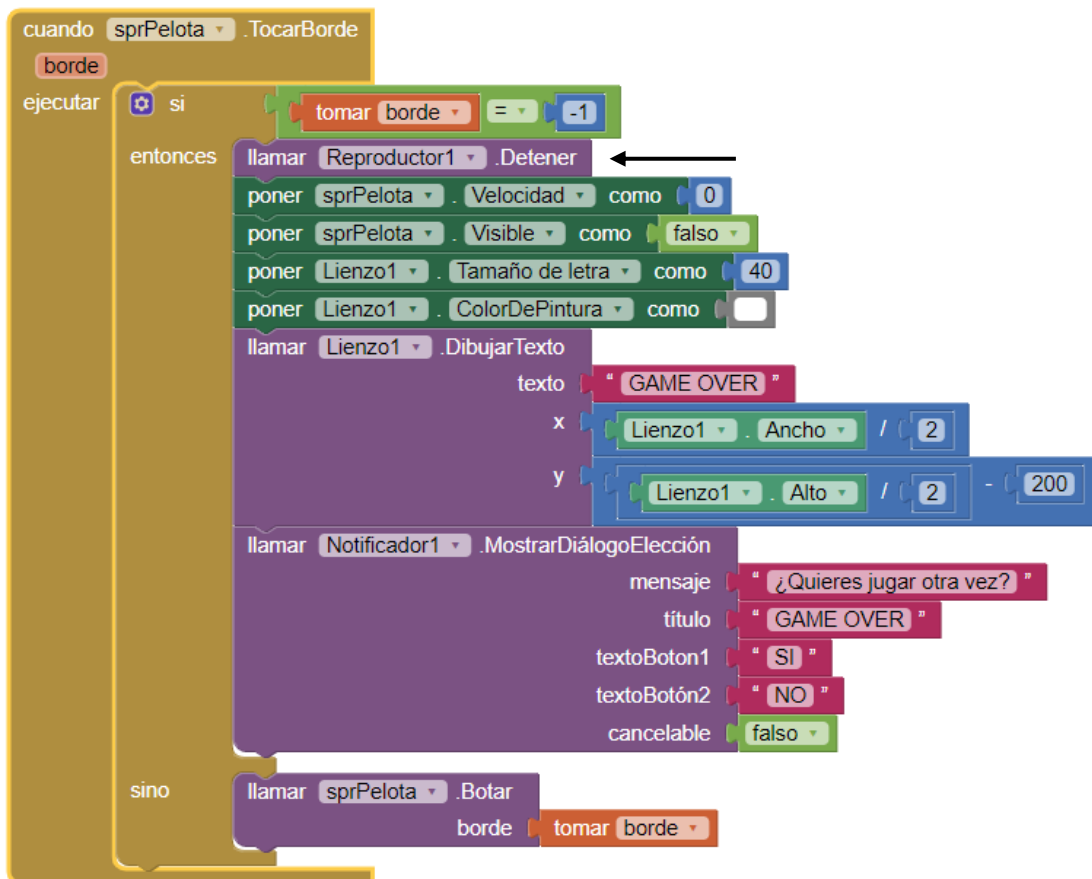 cuando sprPelota .TocarBorde
borde
ejecutar si tomar borde = -1
entonces llamar Reproductor1 .Detener
poner sprPelota . Velocidad como 0
poner sprPelota . Visible como falso
poner Lienzo1 . Tamaño de letra como 40
poner Lienzo1 . ColorDePintura como
llamar Lienzo1 .DibujarTexto
texto " GAME OVER "
x Lienzo1 . Ancho / 2
y Lienzo1 . Alto / 2 - 200
llamar Notificador1 .MostrarDiálogoElección
mensaje " ¿Quieres jugar otra vez? "
título " GAME OVER "
textoBoton1 " SI "
textoBotón2 " NO "
cancelable falso
sino llamar sprPelota .Botar
borde tomar borde